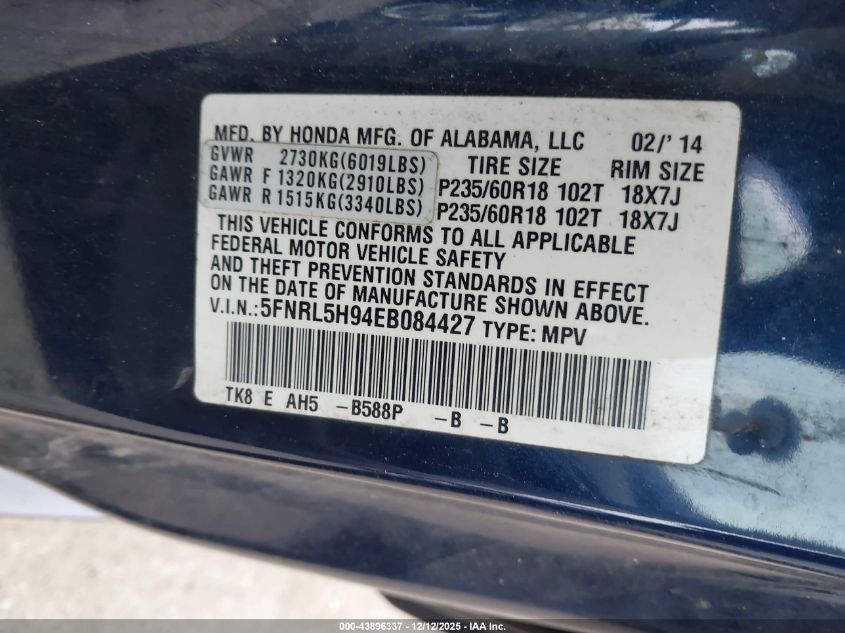 MFD. BY HONDA MFG. OF ALABAMA, LLC 02/' 14
GVWR 2730KG(6019LBS) TIRE SIZE RIM SIZE
GAWR F 1320KG(2910LBS) P235/60R18 102T 18X7J
GAWR R 1515KG(3340LBS) P235/60R18 102T 18X7J
THIS VEHICLE CONFORMS TO ALL APPLICABLE
FEDERAL MOTOR VEHICLE SAFETY
AND THEFT PREVENTION STANDARDS IN EFFECT
ON THE DATE OF MANUFACTURE SHOWN ABOVE.
V.I.N.:5FNRL5H94EB084427 TYPE: MPV
TK8 E AH5 -B588P -B -B
000-43896337 - 12/12/2025 - IAA Inc.